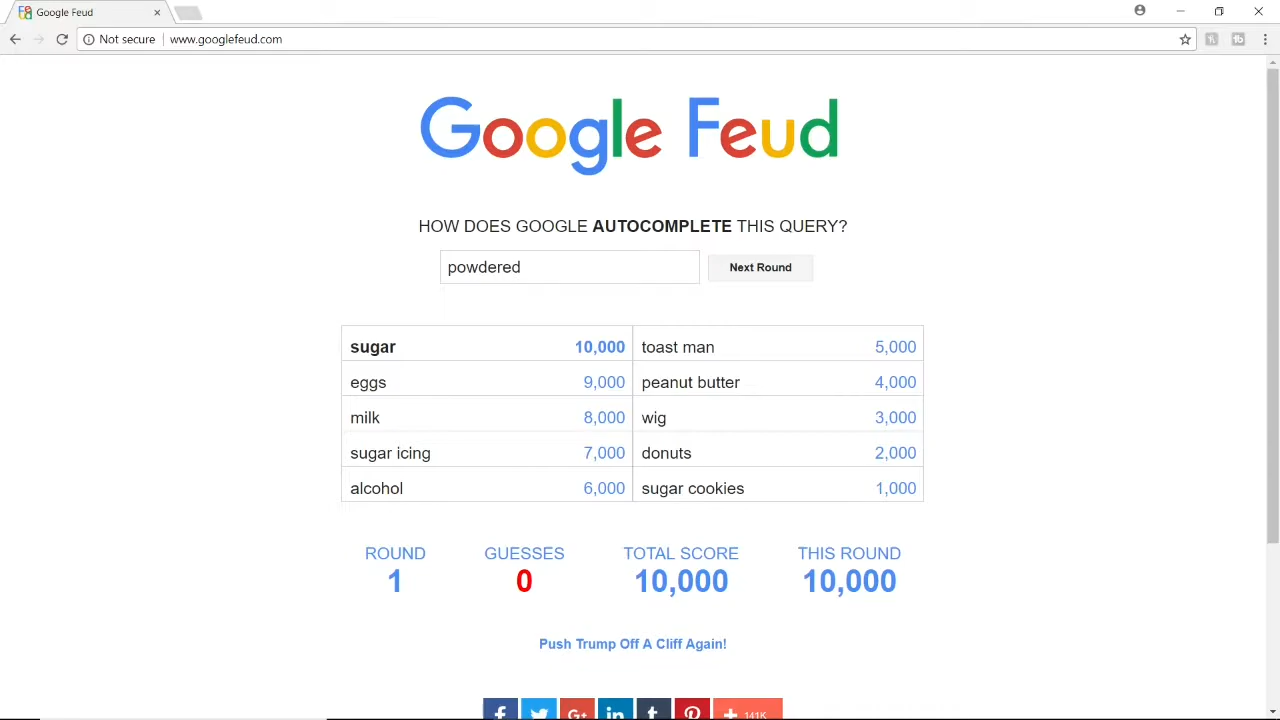 Google Feud
Not secure | www.googlefeud.com
Google Feud
HOW DOES GOOGLE AUTOCOMPLETE THIS QUERY?
powdered
Next Round
sugar 10,000 toast man 5,000
eggs 9,000 peanut butter 4,000
milk 8,000 wig 3,000
sugar icing 7,000 donuts 2,000
alcohol 6,000 sugar cookies 1,000
ROUND GUESSES TOTAL SCORE THIS ROUND
1 0 10,000 10,000
Push Trump Off A Cliff Again!
f G+ in t + 141K